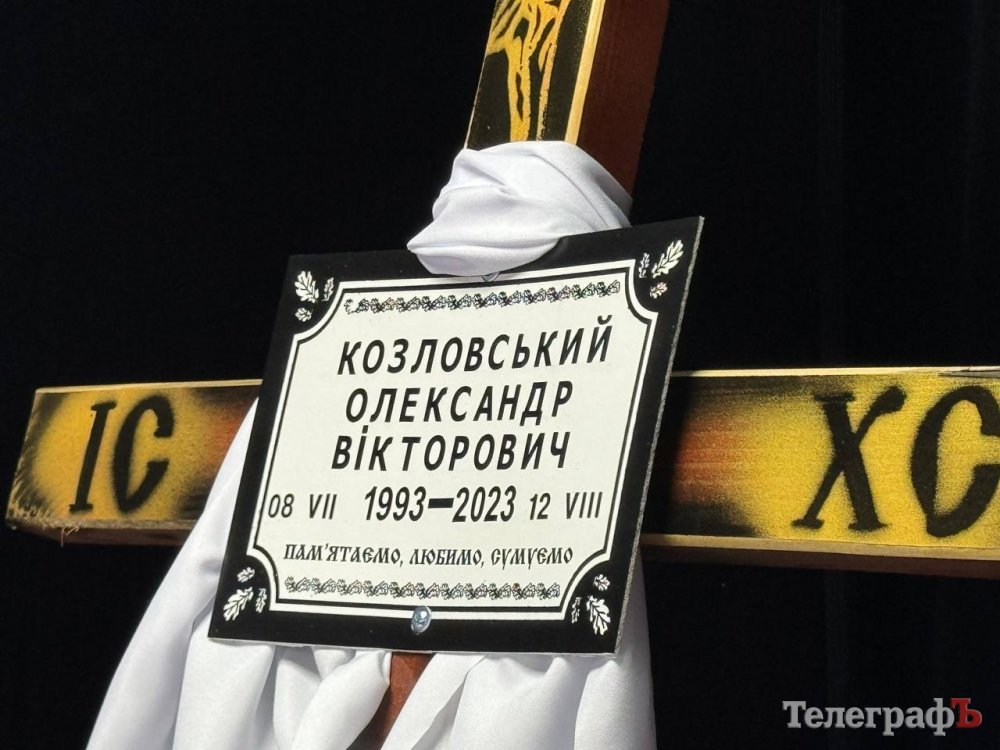 КОЗЛОВСЬКИЙ
ОЛЕКСАНДР
ВІКТОРОВИЧ
08 VII 1993–2023 12 VIII
ПАМ'ЯТАЄМО, ЛЮБИМО, СУМУЄМО
ІС ХС
ТелеграфЪ